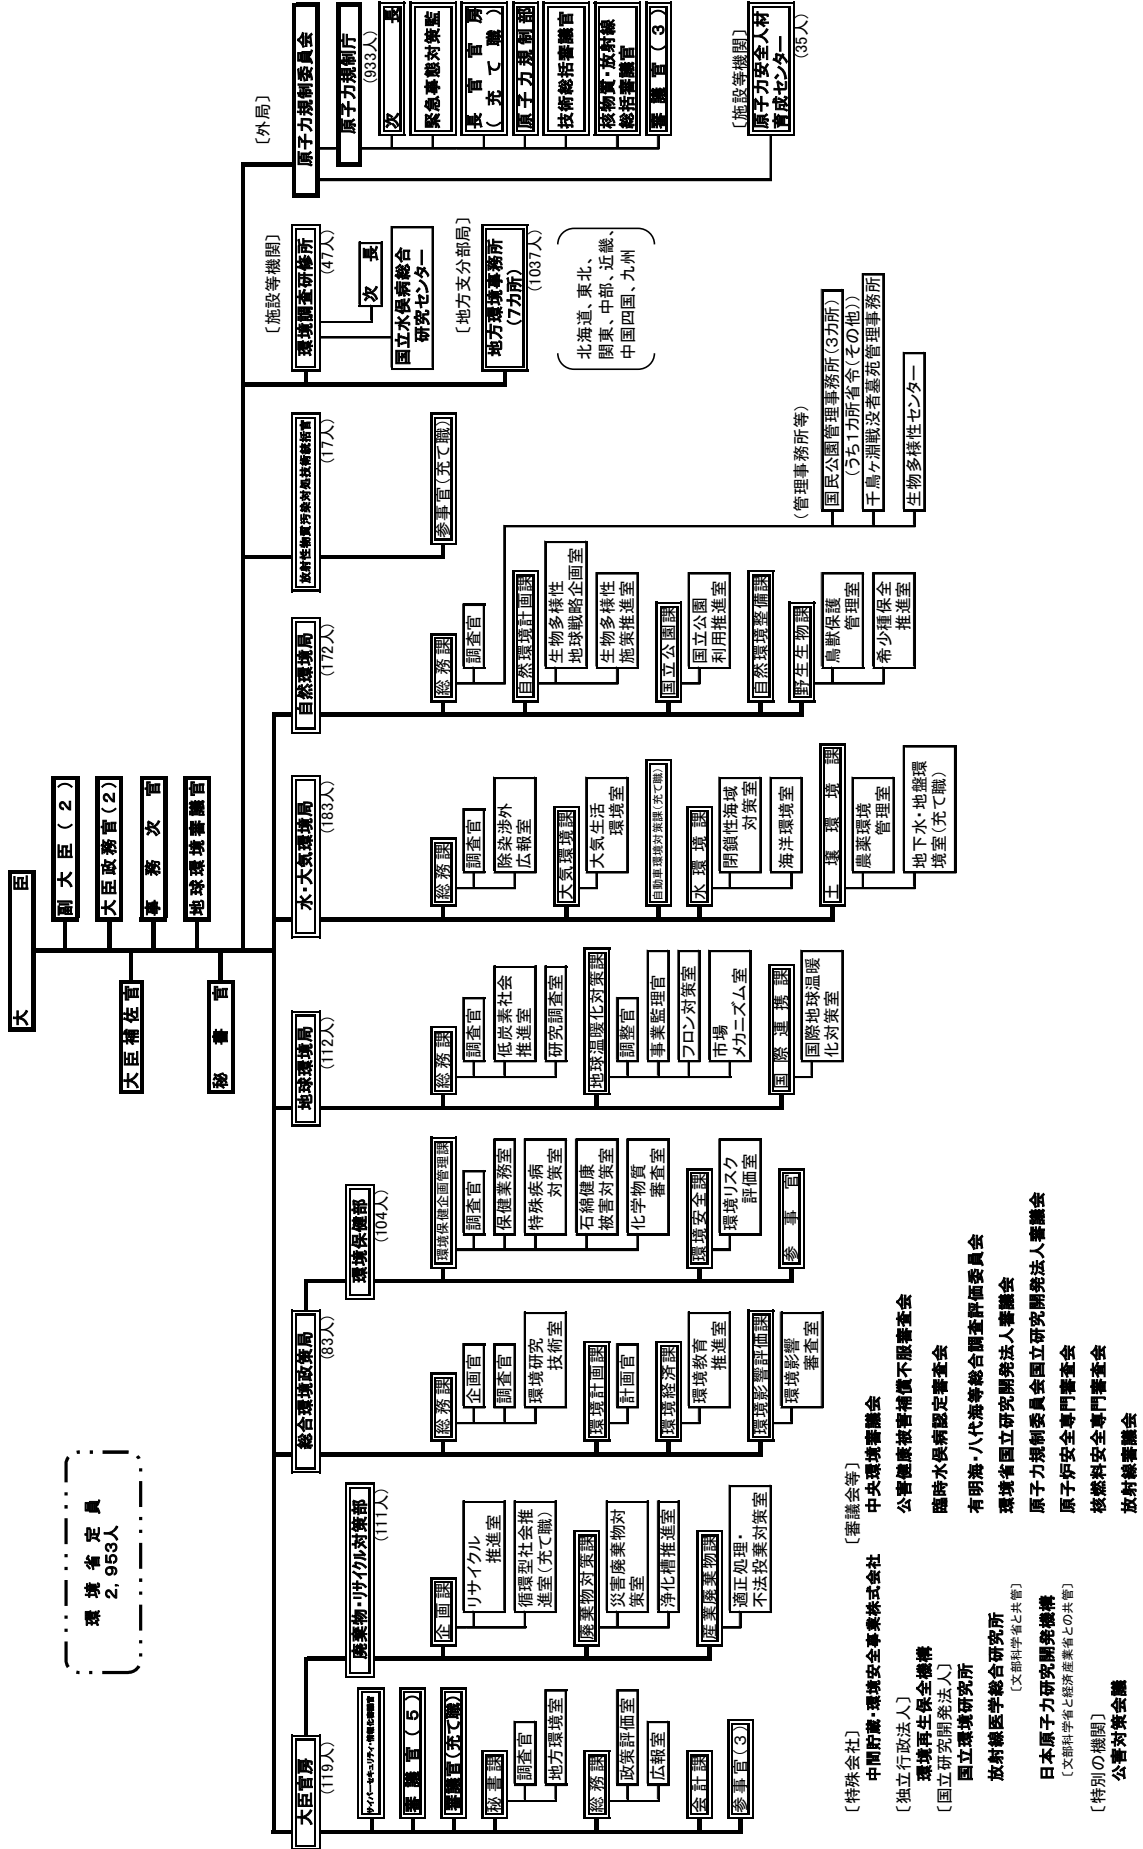 環境省定員
2,953人
大臣
副大臣(2)
大臣政務官(2)
事務次官
地球環境審議官
大臣補佐官
秘書官
大臣官房
(119人)
サイバーセキュリティ・情報化審議官
審議官(5)
審議官(充て職)
秘書課
調査官
地方環境室
総務課
政策評価室
広報室
会計課
参事官(3)
廃棄物・リサイクル対策部
(111人)
企画課
リサイクル
推進室
循環型社会推
進室(充て職)
廃棄物対策課
災害廃棄物対
策室
浄化槽推進室
産業廃棄物課
適正処理・
不法投棄対策室
総合環境政策局
(83人)
総務課
企画官
調査官
環境研究
技術室
環境計画課
計画官
環境経済課
環境教育
推進室
環境影響評価課
環境影響
審査室
環境保健部
(104人)
環境保健企画管理課
調査官
保健業務室
特殊疾病
対策室
石綿健康
被害対策室
化学物質
審査室
環境安全課
環境リスク
評価室
参事官
地球環境局
(112人)
総務課
調査官
低炭素社会
推進室
研究調査室
地球温暖化対策課
調整官
事業監理官
フロン対策室
市場
メカニズム室
国際連携課
国際地球温暖
化対策室
水・大気環境局
(183人)
総務課
調査官
除染渉外
広報室
大気環境課
大気生活
環境室
自動車環境対策課(充て職)
水環境課
閉鎖性海域
対策室
海洋環境室
土壌環境課
農薬環境
管理室
地下水・地盤環
境室(充て職)
自然環境局
(172人)
総務課
調査官
自然環境計画課
生物多様性
地球戦略企画室
生物多様性
施策推進室
国立公園課
国立公園
利用推進室
自然環境整備課
野生生物課
鳥獣保護
管理室
希少種保全
推進室
(管理事務所等)
国民公園管理事務所(3カ所)
(うち1カ所省令(その他))
千鳥ヶ淵戦没者墓苑管理事務所
生物多様性センター
放射性物質汚染対処技術統括官
(17人)
参事官(充て職)
[施設等機関]
環境調査研修所
(47人)
次長
国立水俣病総合
研究センター
[地方支分部局]
地方環境事務所
(7カ所)
(1037人)
北海道、東北、
関東、中部、近畿、
中国四国、九州
[外局]
原子力規制委員会
原子力規制庁
(933人)
次長
緊急事態対策監
長官官房
(充て職)
原子力規制部
技術総括審議官
核物質・放射線
総括審議官
審議官(3)
[施設等機関]
原子力安全人材
育成センター
(35人)
[特殊会社]
中間貯蔵・環境安全事業株式会社
[独立行政法人]
環境再生保全機構
[国立研究開発法人]
国立環境研究所
放射線医学総合研究所
[文部科学省と共管]
日本原子力研究開発機構
[文部科学省と経済産業省との共管]
[特別の機関]
公害対策会議
[審議会等]
中央環境審議会
公害健康被害補償不服審査会
臨時水俣病認定審査会
有明海・八代海等総合調査評価委員会
環境省国立研究開発法人審議会
原子力規制委員会国立研究開発法人審議会
原子炉安全専門審査会
核燃料安全専門審査会
放射線審議会